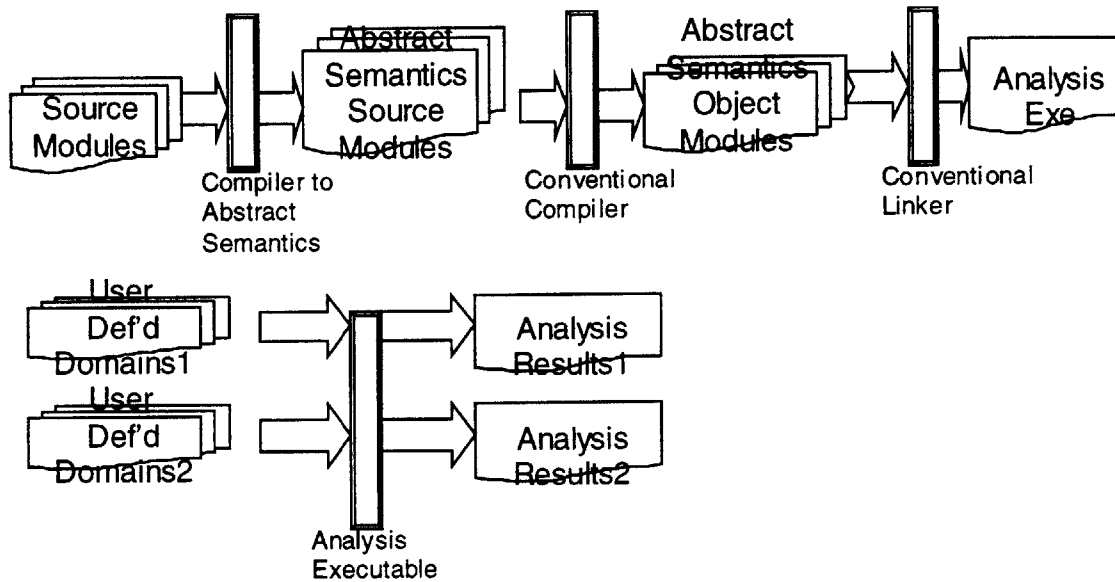 Source
Modules
Compiler to
Abstract
Semantics
Abstract
Semantics
Source
Modules
Conventional
Compiler
Abstract
Semantics
Object
Modules
Conventional
Linker
Analysis
Exe
User
Def'd
Domains1
Analysis
Results1
User
Def'd
Domains2
Analysis
Results2
Analysis
Executable